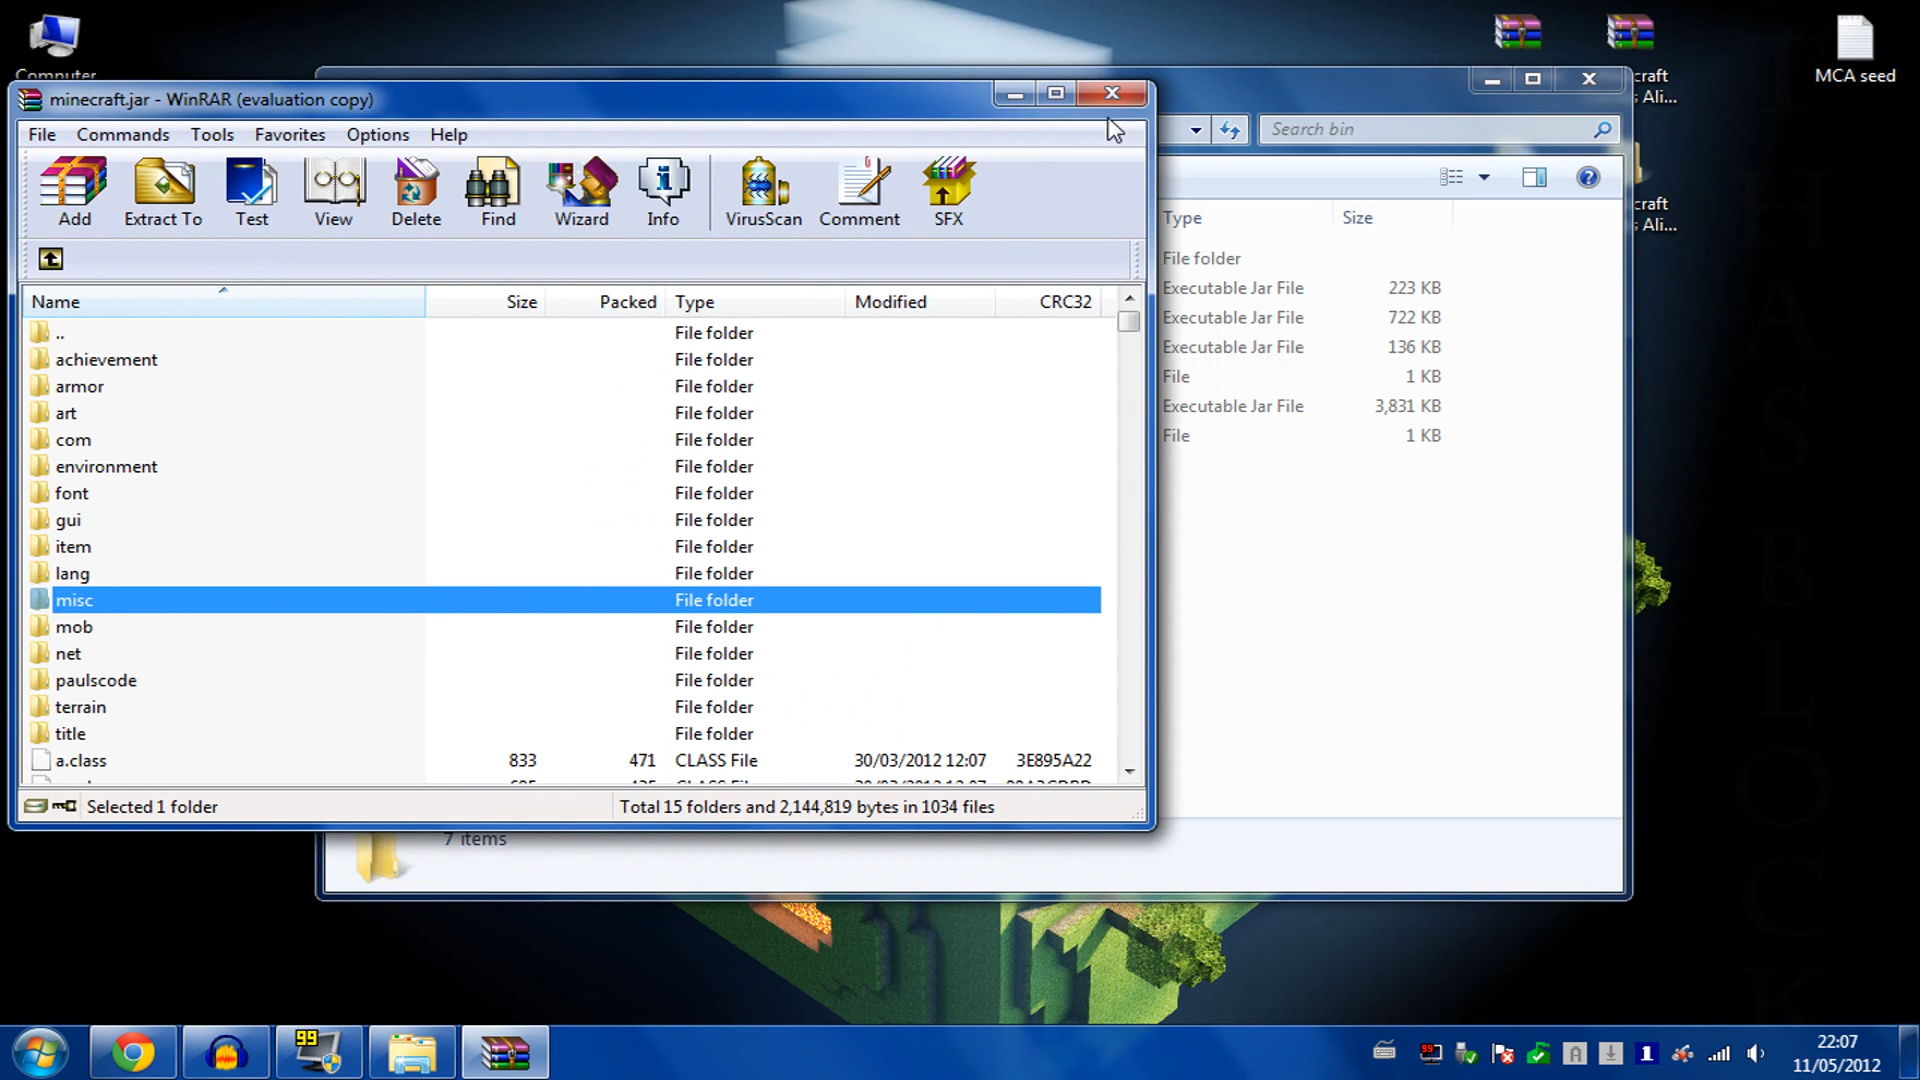 Computer
craft
s Ali...
MCA seed
minecraft.jar - WinRAR (evaluation copy)
File Commands Tools Favorites Options Help
Search bin
Add Extract To Test View Delete Find Wizard Info VirusScan Comment SFX
craft
s Ali...
Name Size Packed Type Modified CRC32
Type Size
.. File folder
achievement File folder
armor File folder
art File folder
com File folder
environment File folder
font File folder
gui File folder
item File folder
lang File folder
misc File folder
mob File folder
net File folder
paulscode File folder
terrain File folder
title File folder
a.class 833 471 CLASS File 30/03/2012 12:07 3E895A22
File folder
Executable Jar File 223 KB
Executable Jar File 722 KB
Executable Jar File 136 KB
File 1 KB
Executable Jar File 3,831 KB
File 1 KB
Selected 1 folder Total 15 folders and 2,144,819 bytes in 1034 files
7 items
THASBLOCK
99
99 A 1
22:07
11/05/2012